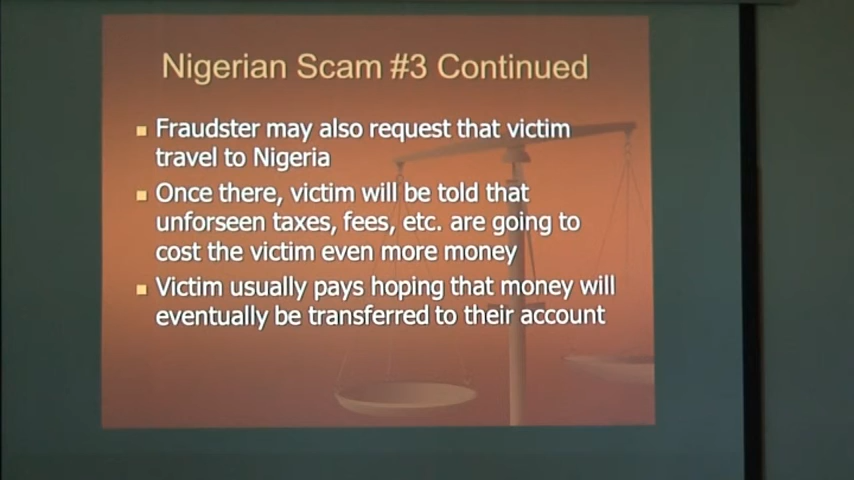 Nigerian Scam #3 Continued
Fraudster may also request that victim
travel to Nigeria
Once there, victim will be told that
unforseen taxes, fees, etc. are going to
cost the victim even more money
Victim usually pays hoping that money will
eventually be transferred to their account